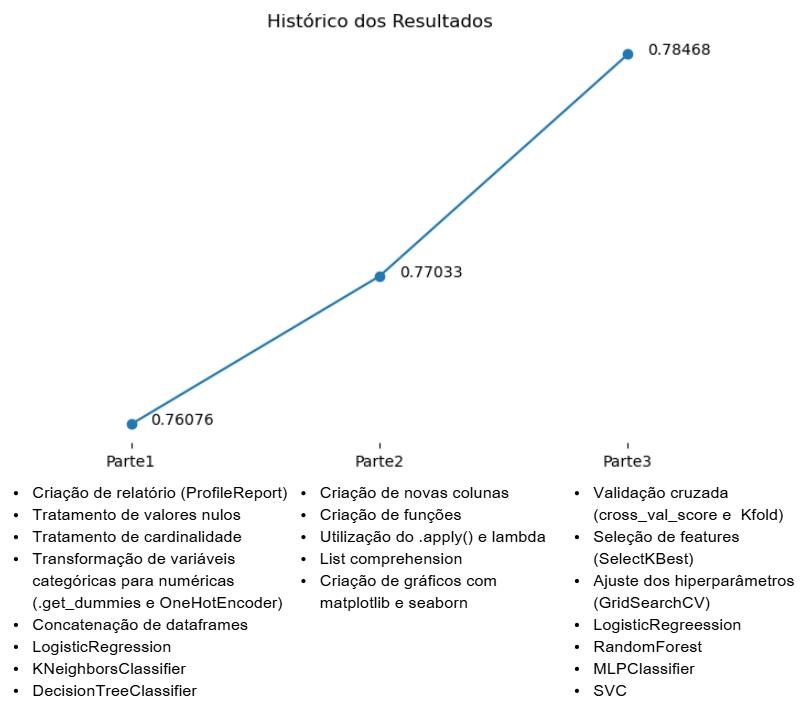 Histórico dos Resultados
0.78468
0.77033
0.76076
Parte1
Parte2
Parte3
• Criação de relatório (ProfileReport)
• Tratamento de valores nulos
• Tratamento de cardinalidade
• Transformação de variáveis
categóricas para numéricas
(.get_dummies e OneHotEncoder)
• Concatenação de dataframes
• LogisticRegression
• KNeighborsClassifier
• DecisionTreeClassifier
• Criação de novas colunas
• Criação de funções
• Utilização do .apply() e lambda
• List comprehension
• Criação de gráficos com
matplotlib e seaborn
• Validação cruzada
(cross_val_score e  Kfold)
• Seleção de features
(SelectKBest)
• Ajuste dos hiperparâmetros
(GridSearchCV)
• LogisticRegreession
• RandomForest
• MLPClassifier
• SVC